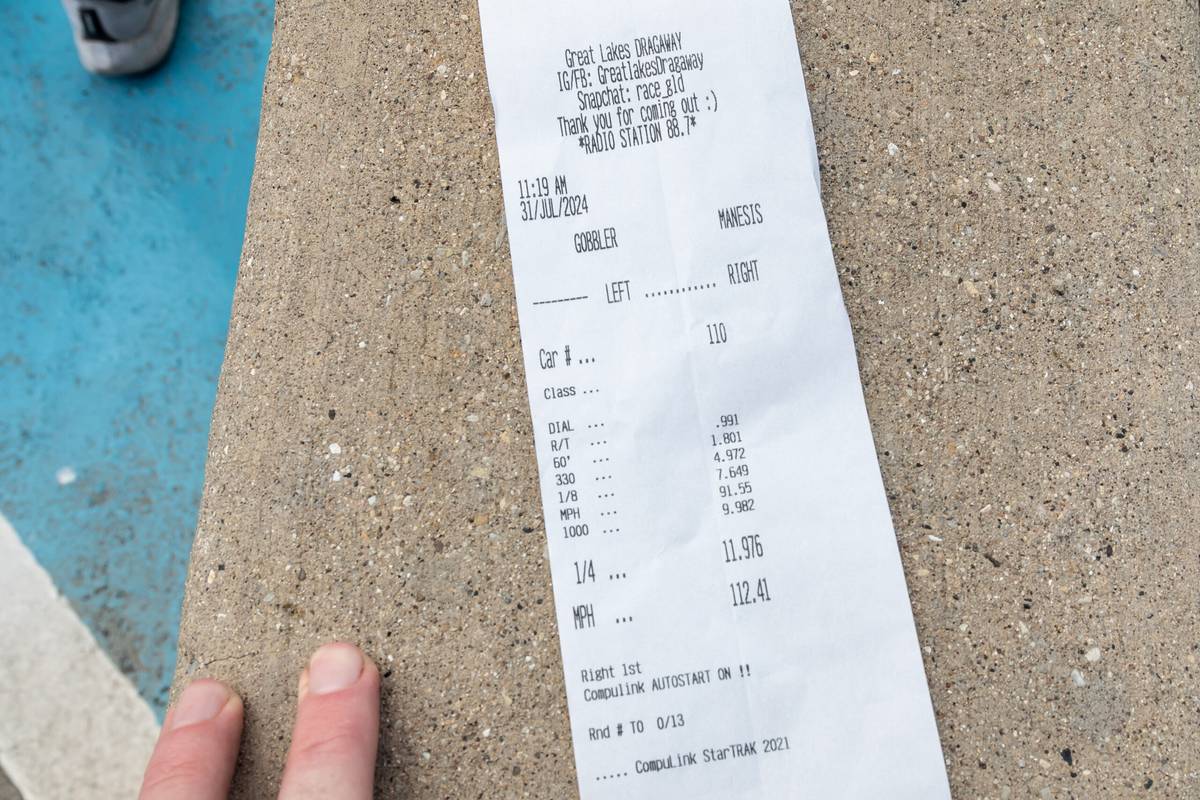 Great Lakes DRAGAWAY
IG/FB: GreatlakesDragaway
Snapchat: race_gld
Thank you for coming out :)
*RADIO STATION 88.7*
11:19 AM
31/JUL/2024
GOBBLER MANESIS
--------- LEFT ............ RIGHT
Car # ... 110
Class ...
DIAL ...
R/T ... .991
60' ... 1.801
330 ... 4.972
1/8 ... 7.649
MPH ... 91.55
1000 ... 9.982
1/4 ... 11.976
MPH ... 112.41
Right 1st
Compulink AUTOSTART ON !!
Rnd # TO 0/13
..... CompuLink StarTRAK 2021